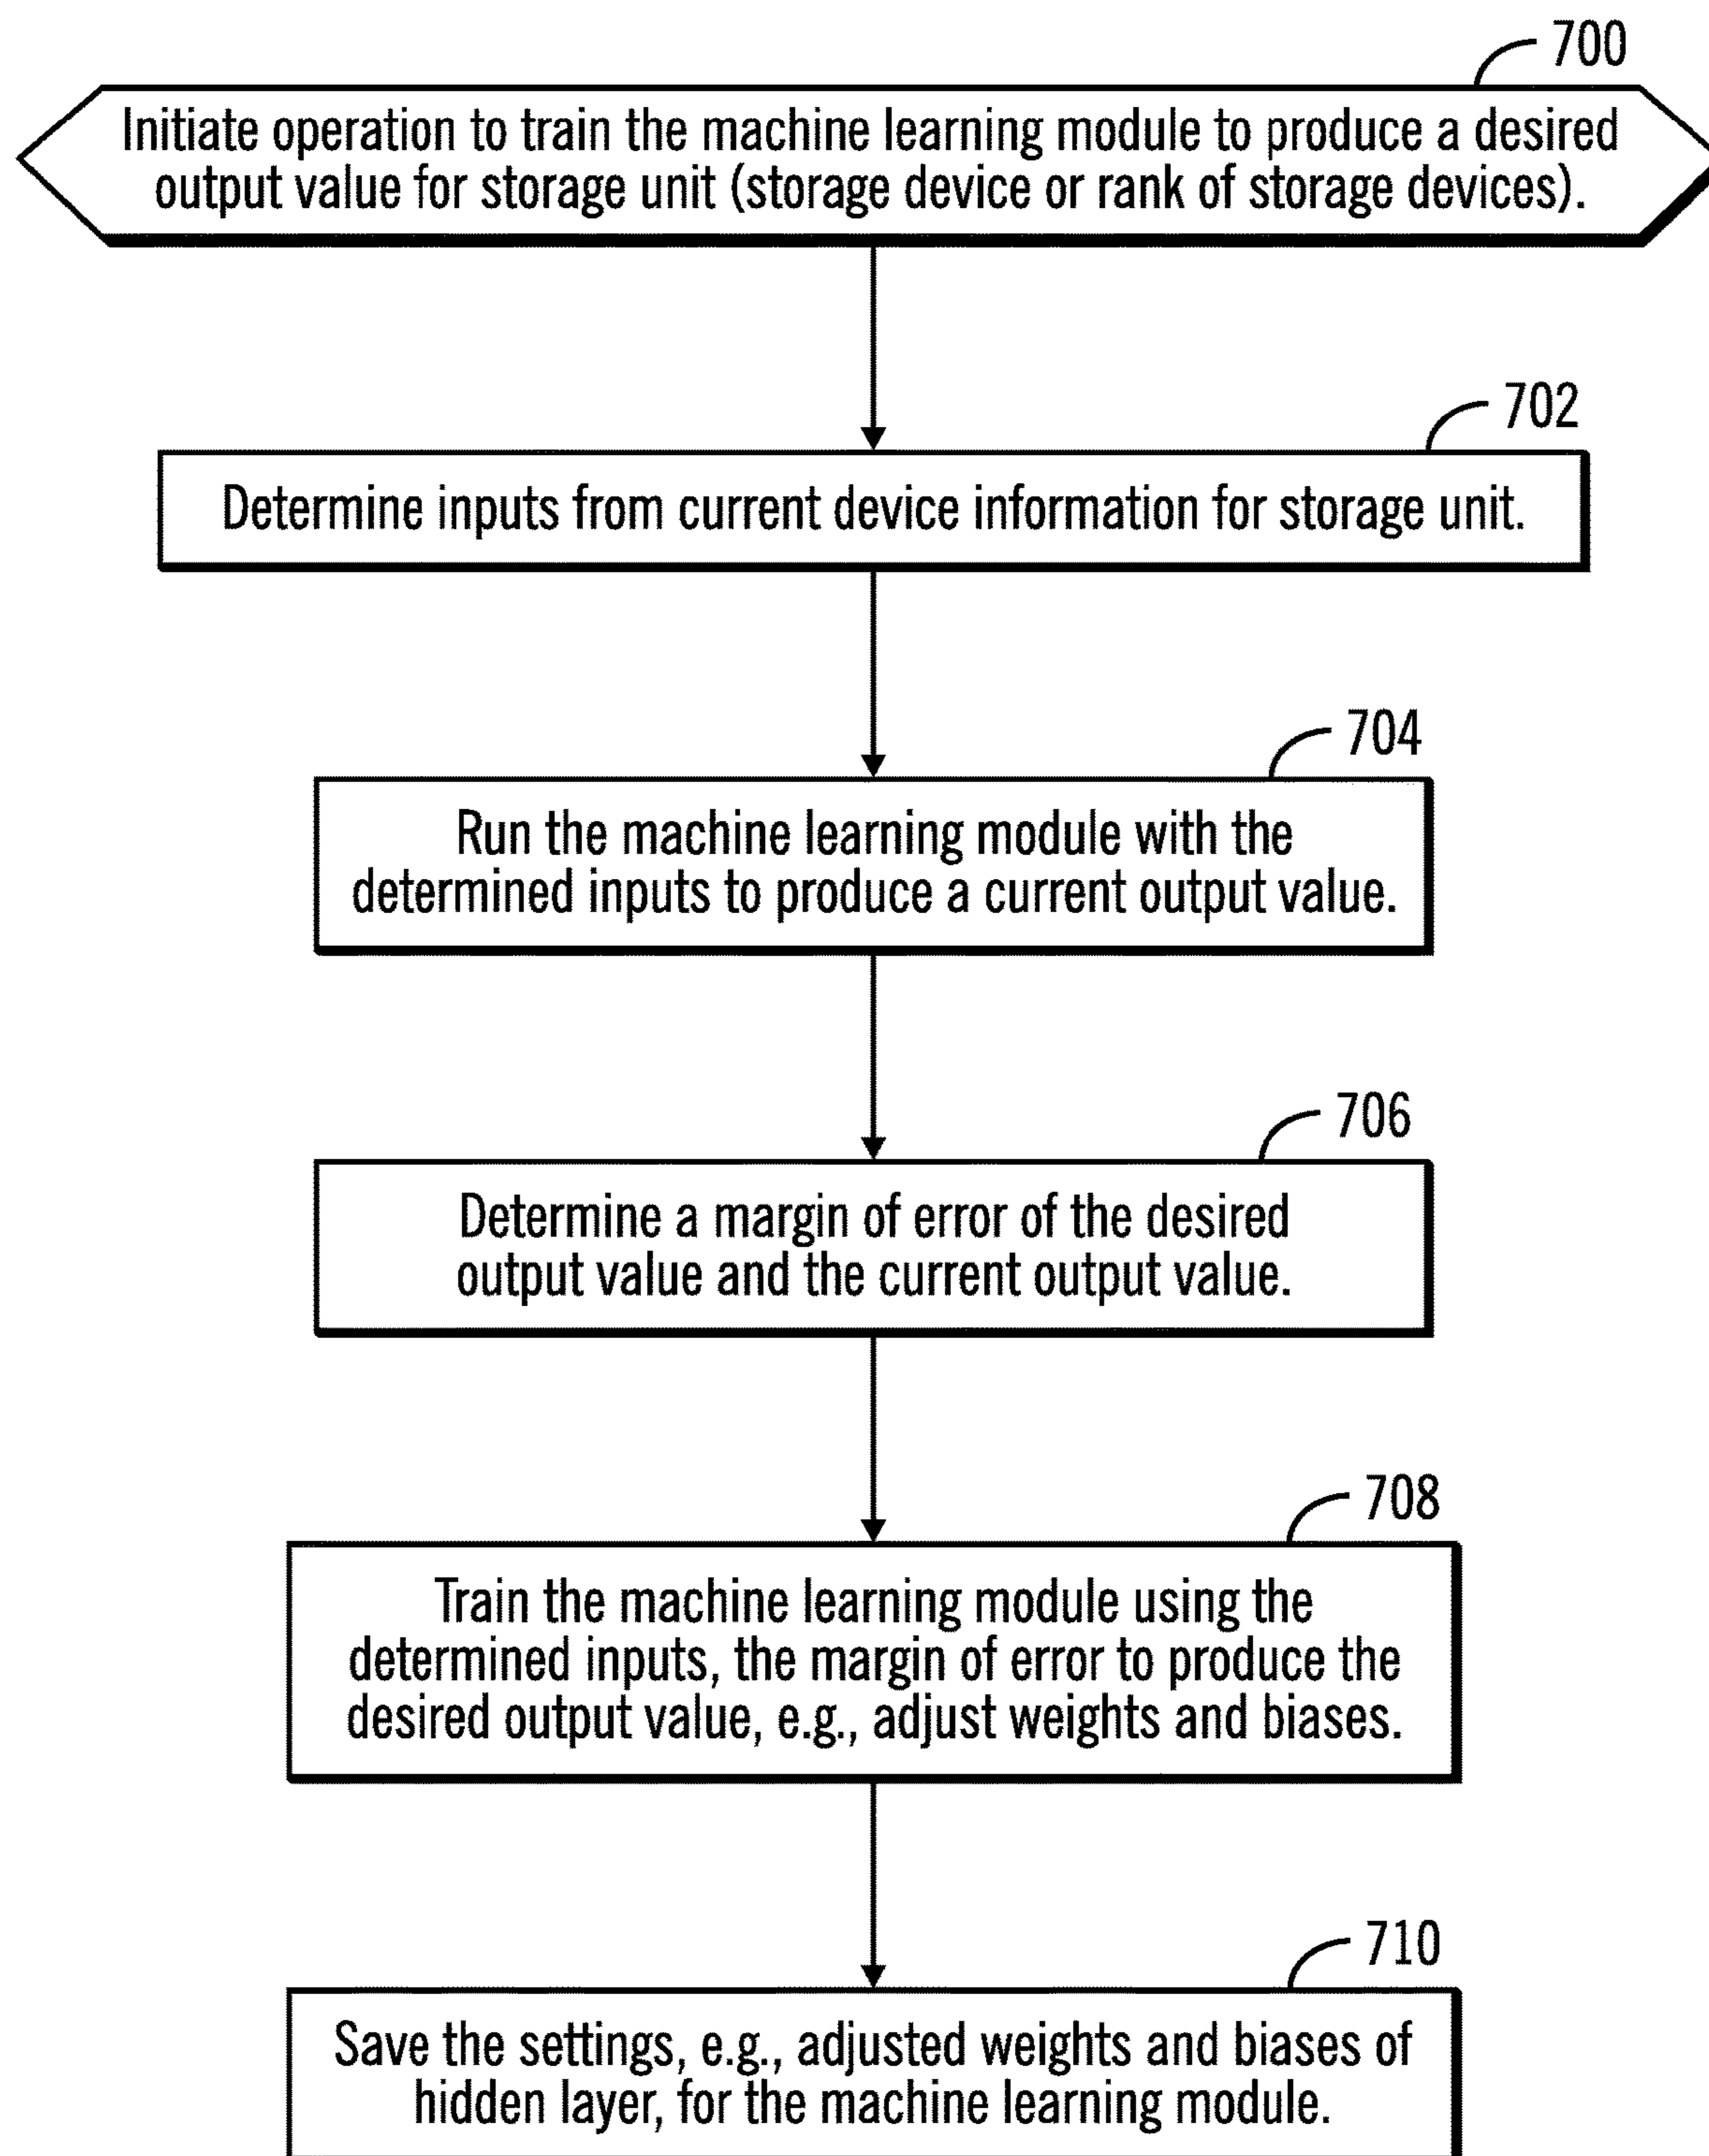 700
Initiate operation to train the machine learning module to produce a desired
output value for storage unit (storage device or rank of storage devices).
702
Determine inputs from current device information for storage unit.
704
Run the machine learning module with the
determined inputs to produce a current output value.
706
Determine a margin of error of the desired
output value and the current output value.
708
Train the machine learning module using the
determined inputs, the margin of error to produce the
desired output value, e.g., adjust weights and biases.
710
Save the settings, e.g., adjusted weights and biases of
hidden layer, for the machine learning module.